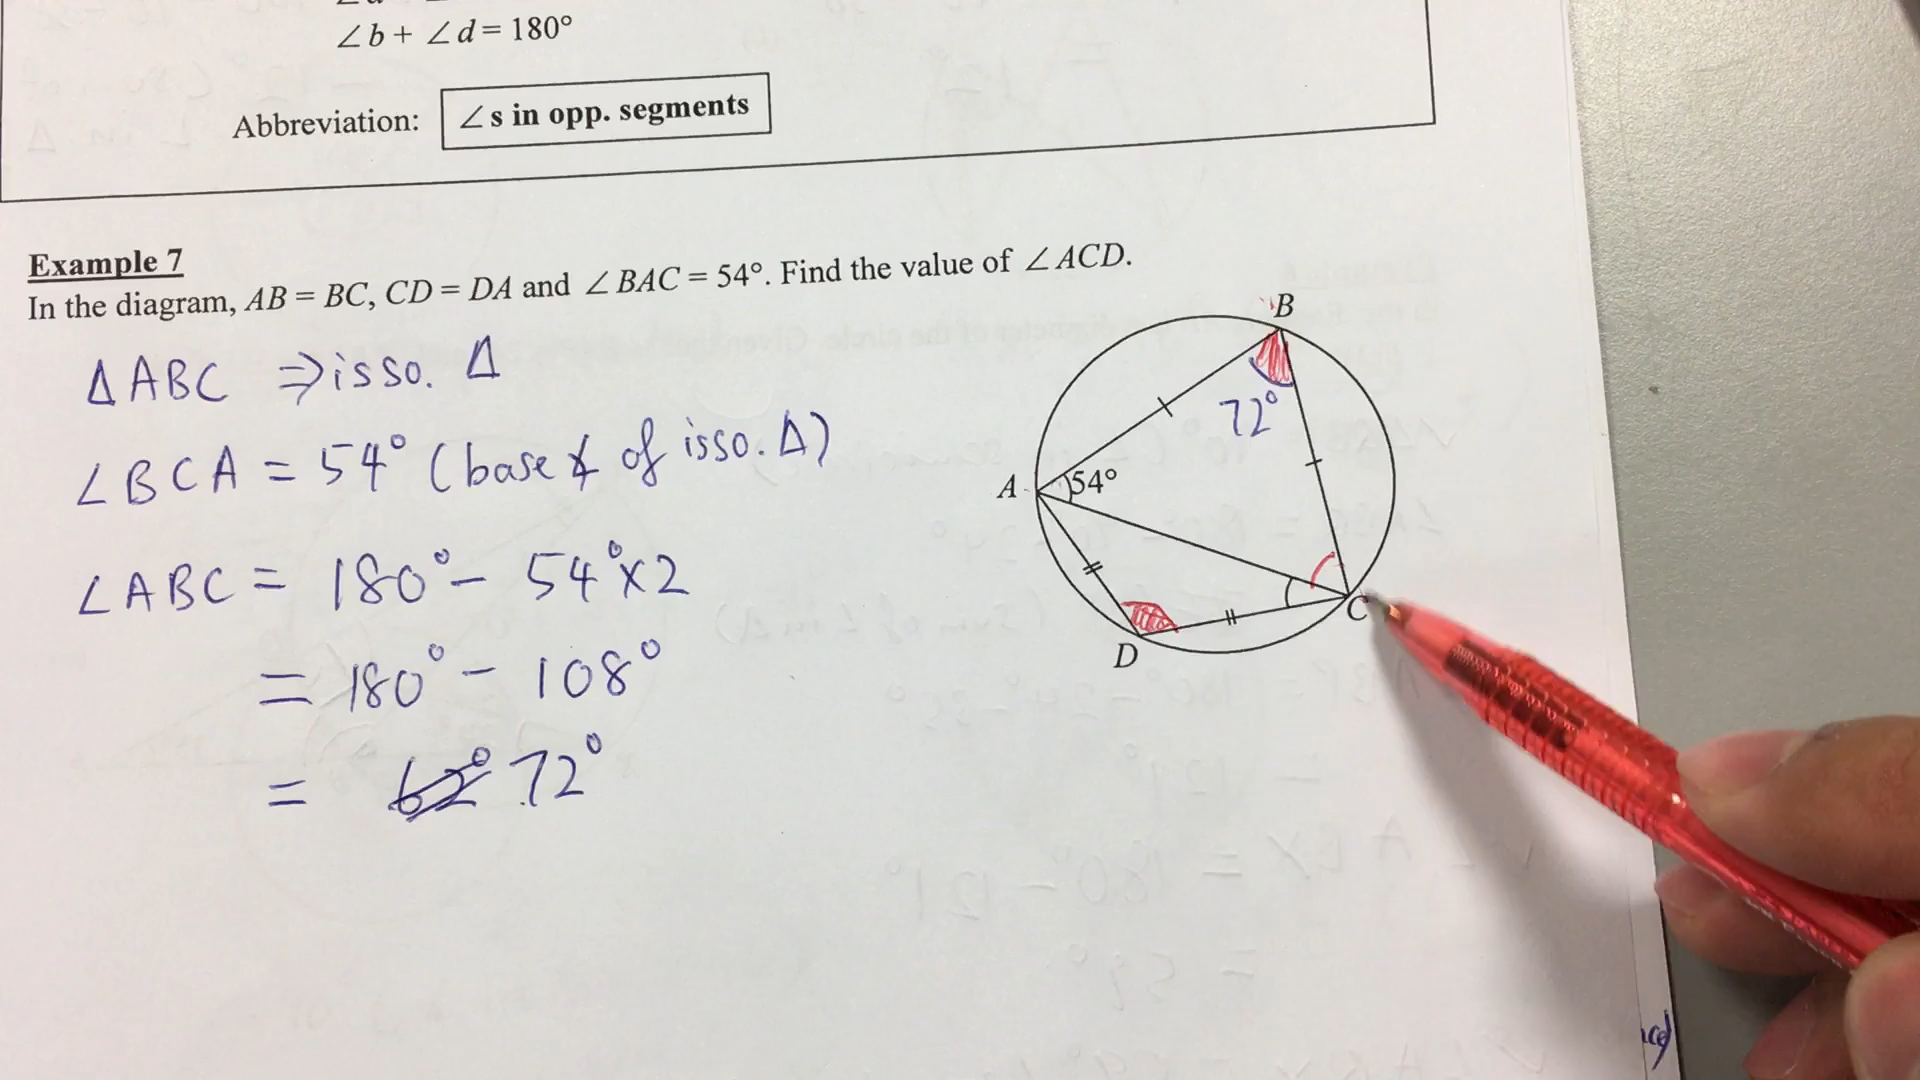 ∠b + ∠d = 180°
Abbreviation: ∠s in opp. segments
Example 7
In the diagram, AB = BC, CD = DA and ∠BAC = 54°. Find the value of ∠ACD.
ΔABC ⇒ isso. Δ
∠BCA = 54° (base ∡ of isso. Δ)
∠ABC = 180° - 54° × 2
= 180° - 108°
= 62° 72°
B
72°
A
54°
C
D